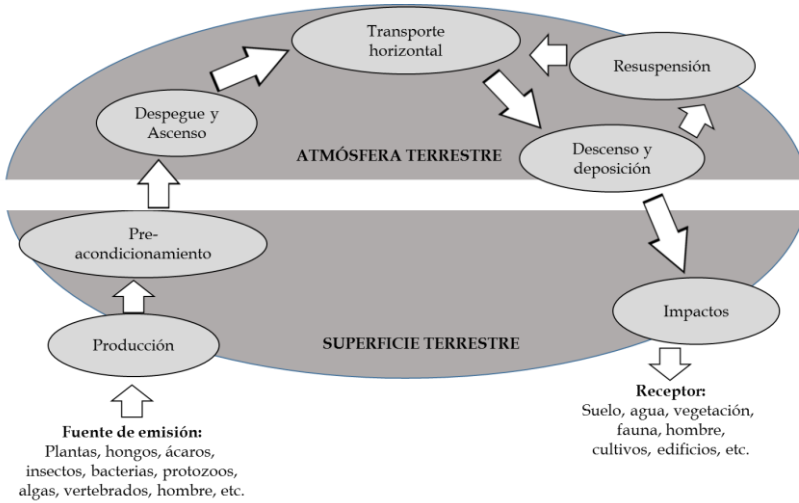 Transporte
horizontal
Resuspensión
Despegue y
Ascenso
Descenso y
deposición
ATMÓSFERA TERRESTRE
Pre-
acondicionamiento
Impactos
Producción
SUPERFICIE TERRESTRE
Fuente de emisión:
Plantas, hongos, ácaros,
insectos, bacterias, protozoos,
algas, vertebrados, hombre, etc.
Receptor:
Suelo, agua, vegetación,
fauna, hombre,
cultivos, edificios, etc.